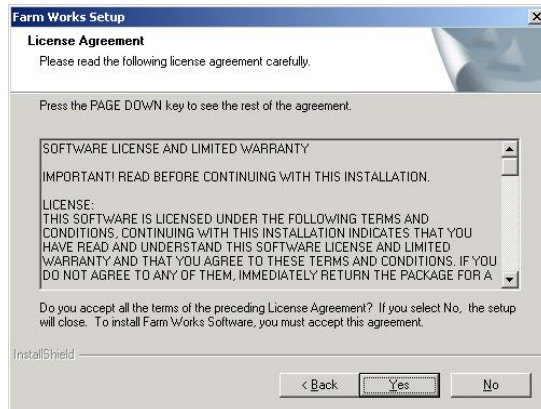 Farm Works Setup
License Agreement
Please read the following license agreement carefully.
Press the PAGE DOWN key to see the rest of the agreement.
SOFTWARE LICENSE AND LIMITED WARRANTY
IMPORTANT! READ BEFORE CONTINUING WITH THIS INSTALLATION.
LICENSE:
THIS SOFTWARE IS LICENSED UNDER THE FOLLOWING TERMS AND
CONDITIONS, CONTINUING WITH THIS INSTALLATION INDICATES THAT YOU
HAVE READ AND UNDERSTAND THIS SOFTWARE LICENSE AND LIMITED
WARRANTY AND THAT YOU AGREE TO THESE TERMS AND CONDITIONS. IF YOU
DO NOT AGREE TO ANY OF THEM, IMMEDIATELY RETURN THE PACKAGE FOR A
Do you accept all the terms of the preceding License Agreement? If you select No, the setup
will close. To install Farm Works Software, you must accept this agreement.
InstallShield
< Back Yes No